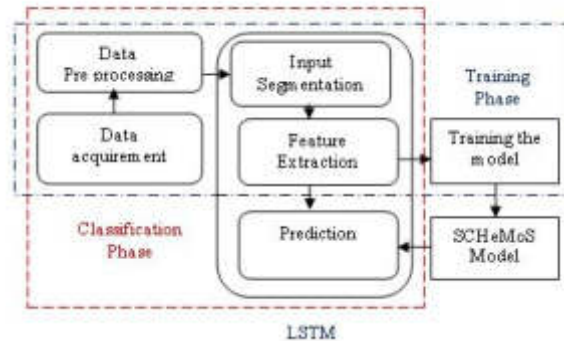 Data
Pre processing
Input
Segmentation
Training
Phase
Data
acquirement
Feature
Extraction
Training the
model
Classification
Phase
Prediction
SCHeMoS
Model
LSTM